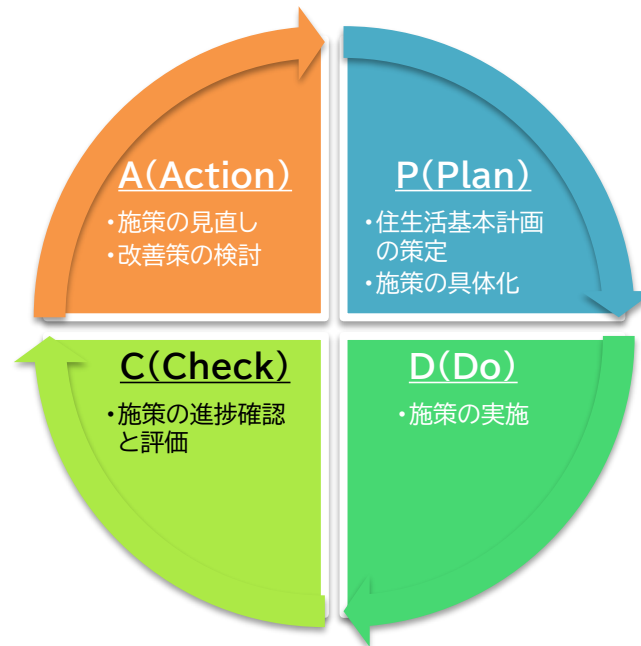 A(Action)
・施策の見直し
・改善策の検討
P(Plan)
・住生活基本計画
の策定
・施策の具体化
C(Check)
・施策の進捗確認
と評価
D(Do)
・施策の実施